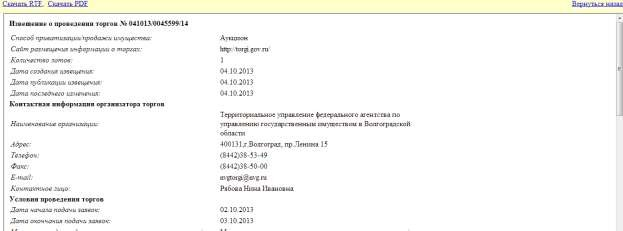 Скачать RTF, Скачать PDF Вернуться назад
Извещение о проведении торгов № 041013/0045599/14
Способ приватизации/продажи имущества: Аукцион
Сайт размещения информации о торгах: http://torgi.gov.ru/
Количество лотов: 1
Дата создания извещения: 04.10.2013
Дата публикации извещения: 04.10.2013
Дата последнего изменения: 04.10.2013
Контактная информация организатора торгов
Наименование организации: Территориальное управление федерального агентства по
управлению государственным имуществом в Волгоградской
области
Адрес: 400131,г.Волгоград, пр.Ленина 15
Телефон: (8442)38-53-49
Факс: (8442)38-50-00
E-mail: avgtorgi@avg.ru
Контактное лицо: Рябова Нина Ивановна
Условия проведения торгов
Дата начала подачи заявок: 02.10.2013
Дата окончания подачи заявок: 03.10.2013